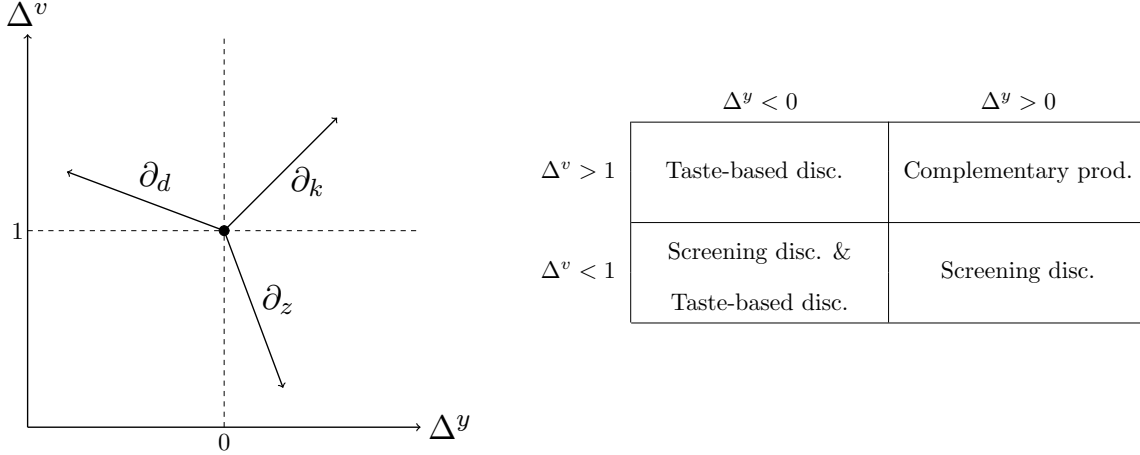 Δ^v
∂_d
∂_k
1
∂_z
0
Δ^y
Δ^y < 0 Δ^y > 0
Δ^v > 1 Taste-based disc. Complementary prod.
Δ^v < 1 Screening disc. & Taste-based disc. Screening disc.